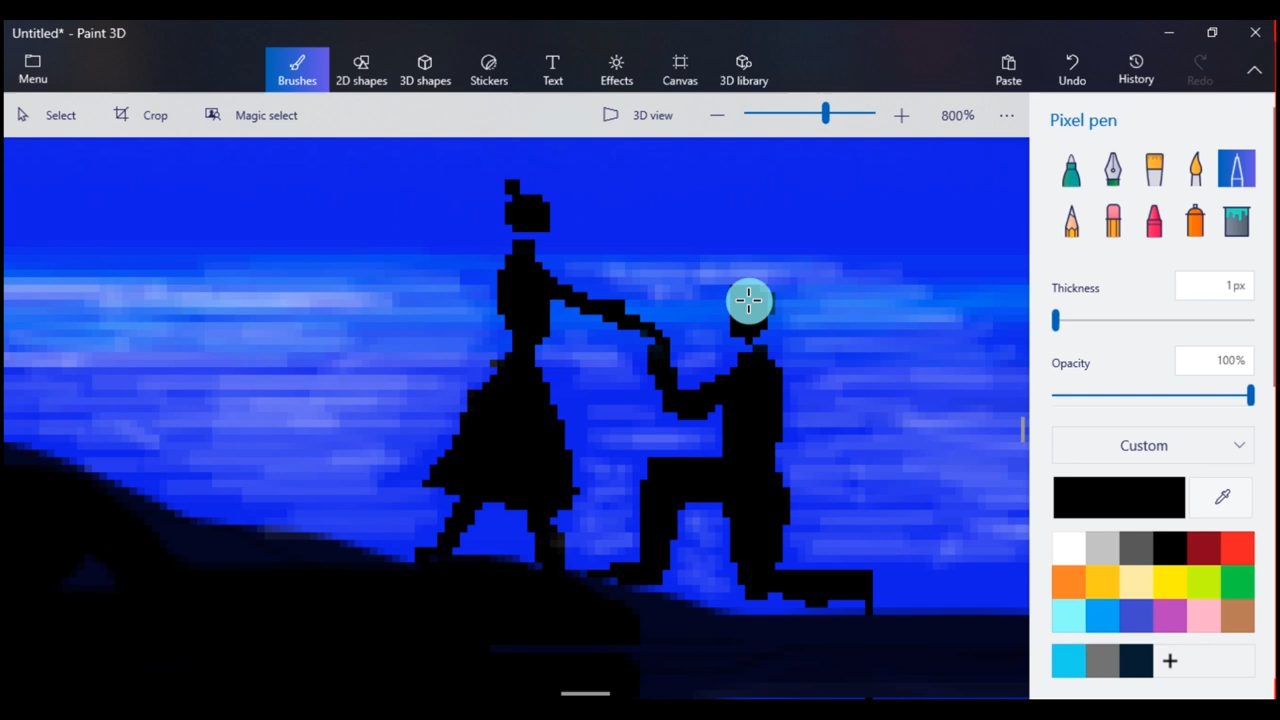 Untitled* - Paint 3D
Menu
Brushes
2D shapes
3D shapes
Stickers
Text
Effects
Canvas
3D library
Paste
Undo
History
Redo
Select
Crop
Magic select
3D view
800%
Pixel pen
Thickness
1px
Opacity
100%
Custom